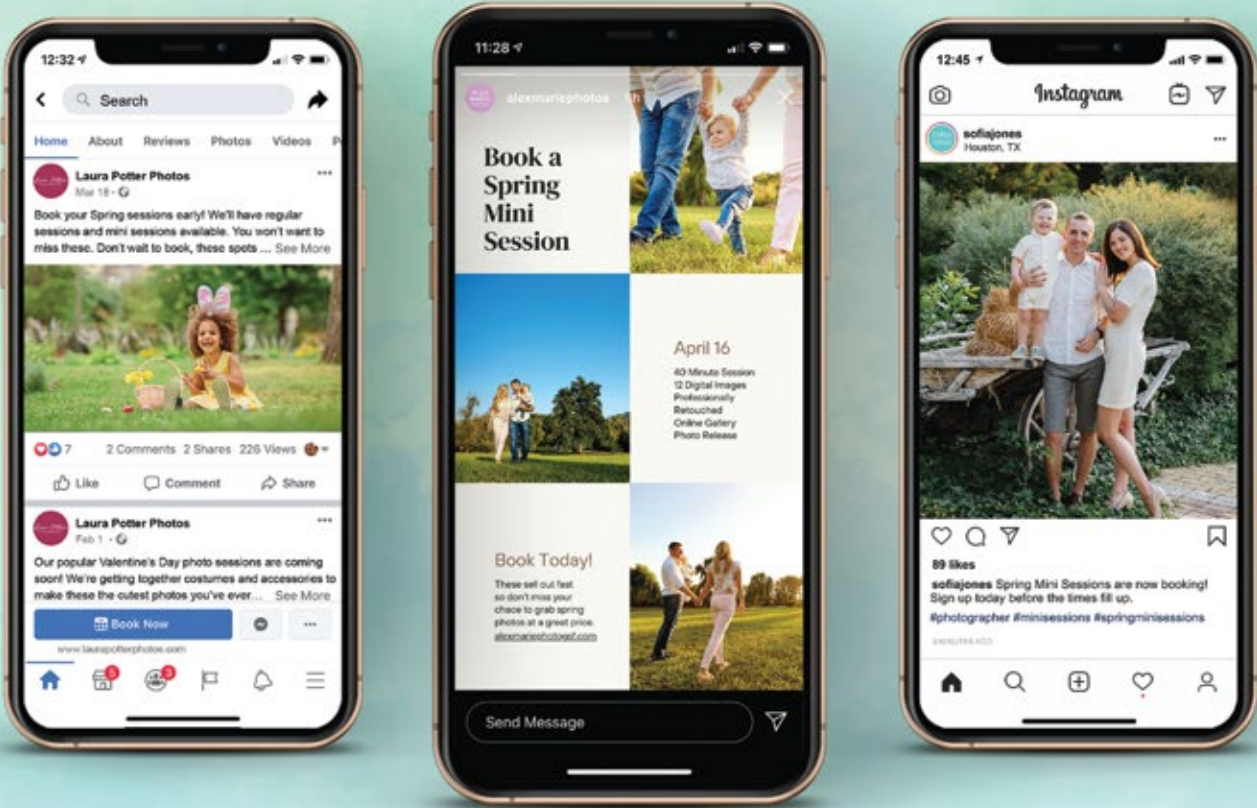 12:32
Search
Home About Reviews Photos Videos P
Laura Potter Photos
Mar 18
Book your Spring sessions early! We'll have regular
sessions and mini sessions available. You won't want to
miss these. Don't wait to book, these spots ... See More
7 2 Comments 2 Shares 226 Views
Like Comment Share
Laura Potter Photos
Feb 1
Our popular Valentine's Day photo sessions are coming
soon! We're getting together costumes and accessories to
make these the cutest photos you've ever... See More
Book Now
www.laurapotterphotos.com
5 3
11:28
alexmariephotos
Book a
Spring
Mini
Session
April 16
40 Minute Session
12 Digital Images
Professionally
Retouched
Online Gallery
Photo Release
Book Today!
These sell out fast
so don't miss your
chace to grab spring
photos at a great price.
Send Message
12:45
Instagram
sofiajones
Houston, TX
89 likes
sofiajones Spring Mini Sessions are now booking!
Sign up today before the times fill up.
#photographer #minisessions #springminisessions